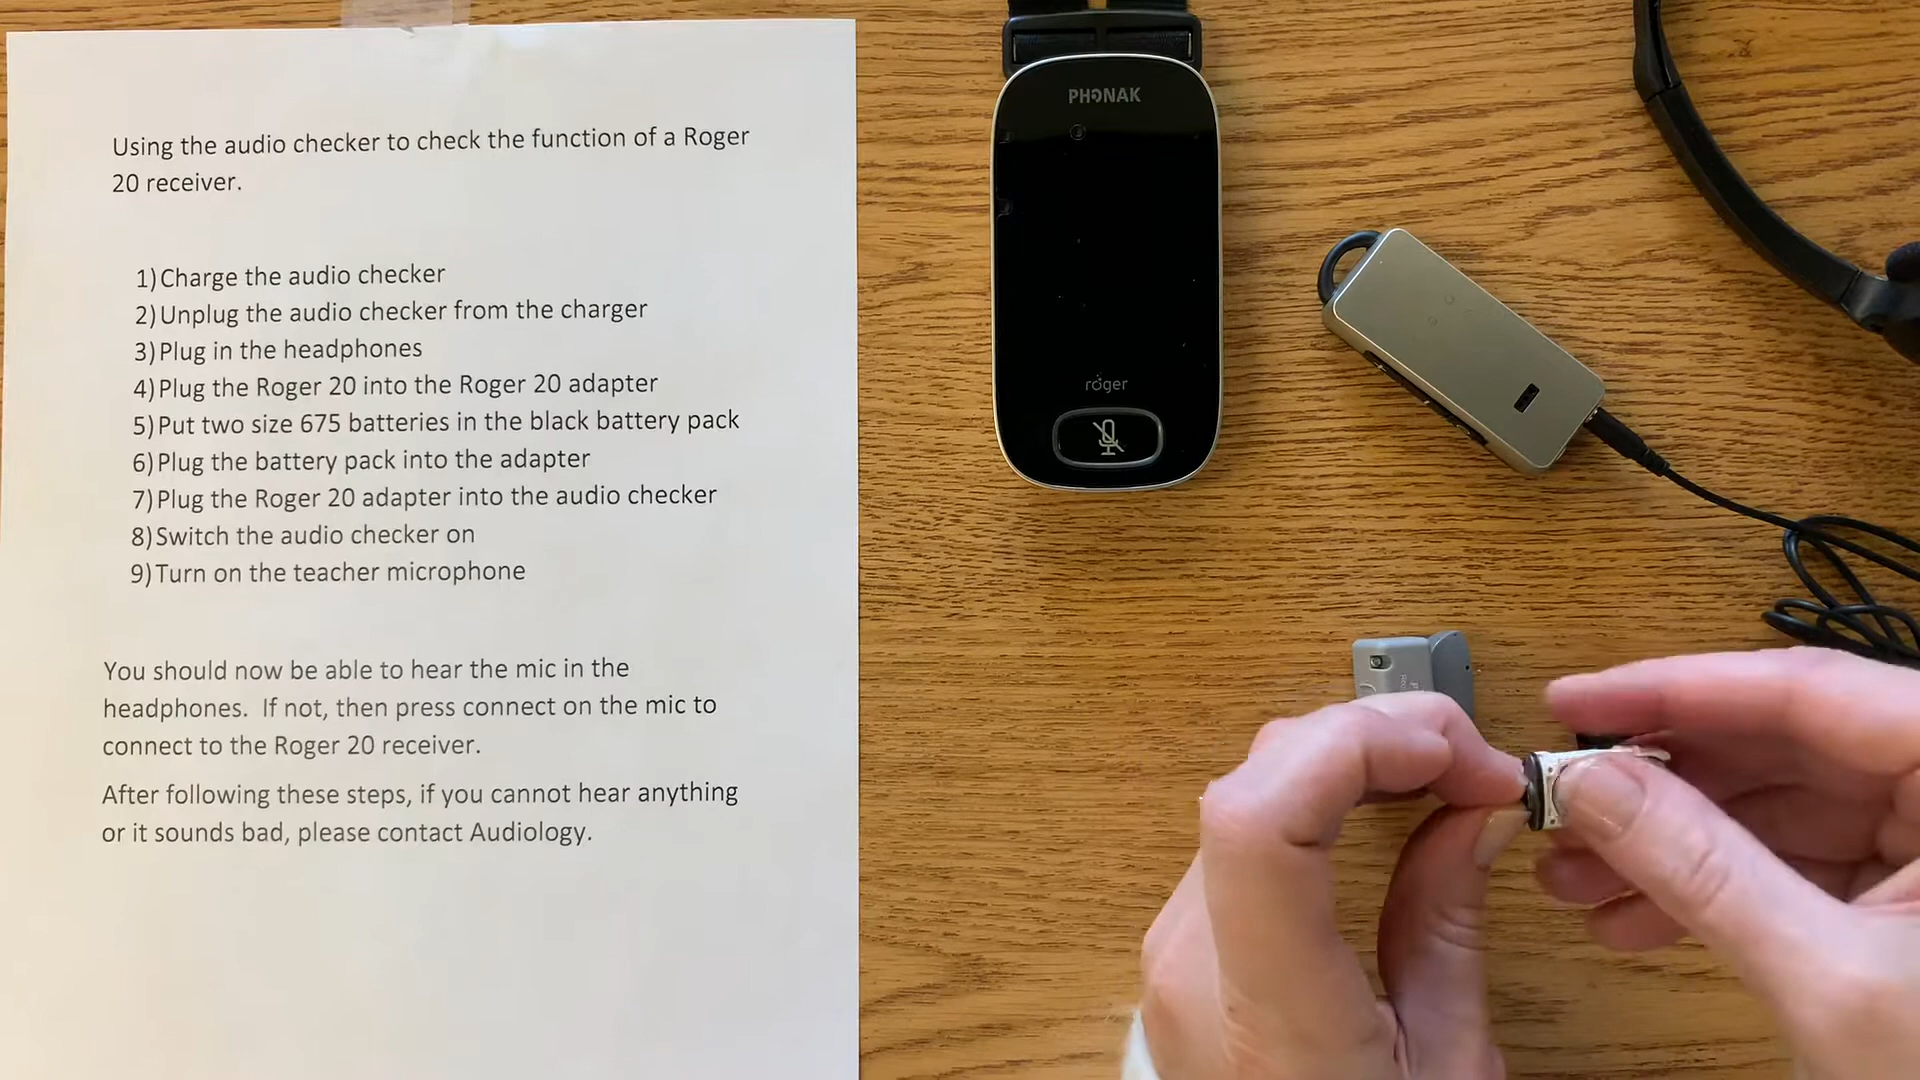 Using the audio checker to check the function of a Roger
20 receiver.
1) Charge the audio checker
2) Unplug the audio checker from the charger
3) Plug in the headphones
4) Plug the Roger 20 into the Roger 20 adapter
5) Put two size 675 batteries in the black battery pack
6) Plug the battery pack into the adapter
7) Plug the Roger 20 adapter into the audio checker
8) Switch the audio checker on
9) Turn on the teacher microphone
You should now be able to hear the mic in the
headphones.  If not, then press connect on the mic to
connect to the Roger 20 receiver.
After following these steps, if you cannot hear anything
or it sounds bad, please contact Audiology.
PHONAK
roger